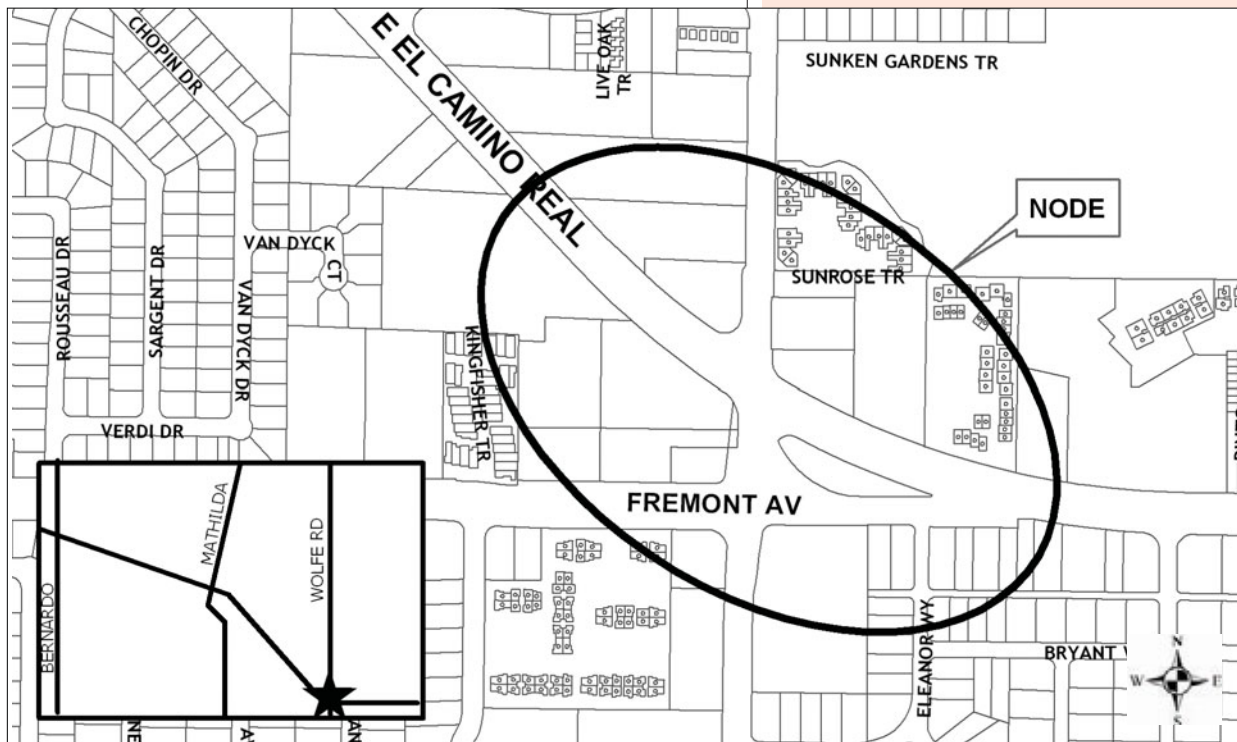 CHOPIN DR
E EL CAMINO REAL
LIVE OAK
TR
SUNKEN GARDENS TR
NODE
ROUSSEAU DR
SARGENT DR
VAN DYCK
CT
VAN DYCK DR
SUNROSE TR
KINGFISHER TR
VERDI DR
FREMONT AV
BERNARDO
MATHILDA
WOLFE RD
ELEANOR WY
BRYANT
N
W
E
S